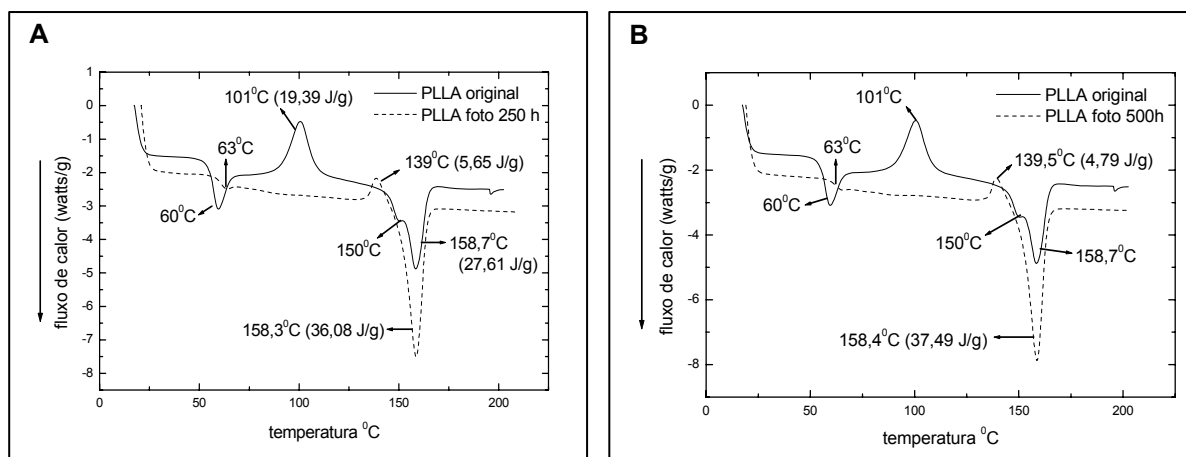 A
PLLA original
PLLA foto 250 h
101⁰C (19,39 J/g)
63⁰C
139⁰C (5,65 J/g)
60⁰C
150⁰C
158,7⁰C
(27,61 J/g)
158,3⁰C (36,08 J/g)
fluxo de calor (watts/g)
1
0
-1
-2
-3
-4
-5
-6
-7
-8
0
50
100
150
200
temperatura ⁰C
B
PLLA original
PLLA foto 500h
101⁰C
63⁰C
139,5⁰C (4,79 J/g)
60⁰C
150⁰C
158,7⁰C
158,4⁰C (37,49 J/g)
fluxo de calor (watts/g)
0
-2
-4
-6
-8
0
50
100
150
200
temperatura ⁰C